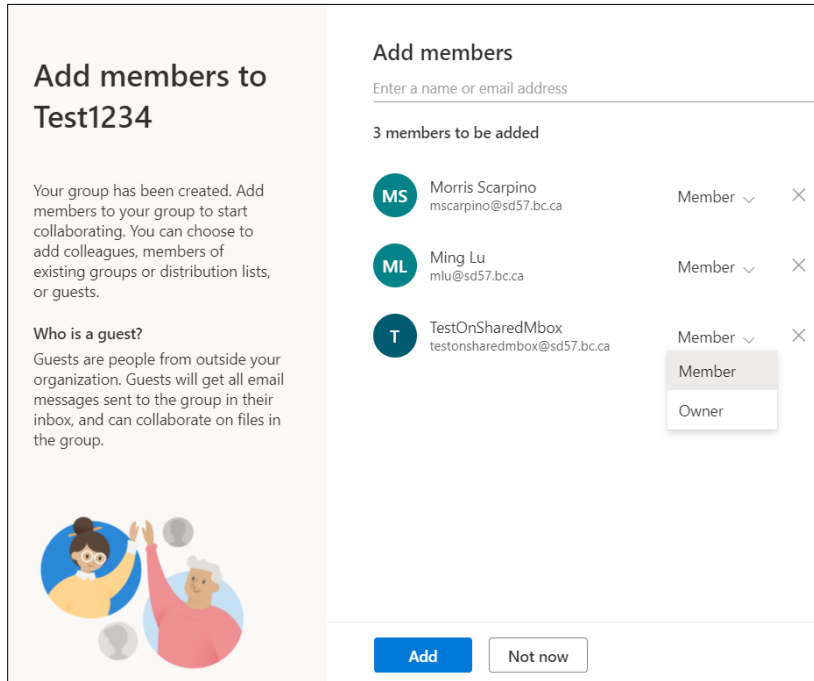 Add members to
Test1234
Your group has been created. Add
members to your group to start
collaborating. You can choose to
add colleagues, members of
existing groups or distribution lists,
or guests.
Who is a guest?
Guests are people from outside your
organization. Guests will get all email
messages sent to the group in their
inbox, and can collaborate on files in
the group.
Add members
Enter a name or email address
3 members to be added
MS
Morris Scarpino
mscarpino@sd57.bc.ca
Member
ML
Ming Lu
mlu@sd57.bc.ca
Member
T
TestOnSharedMbox
testonsharedmbox@sd57.bc.ca
Member
Member
Owner
Add
Not now